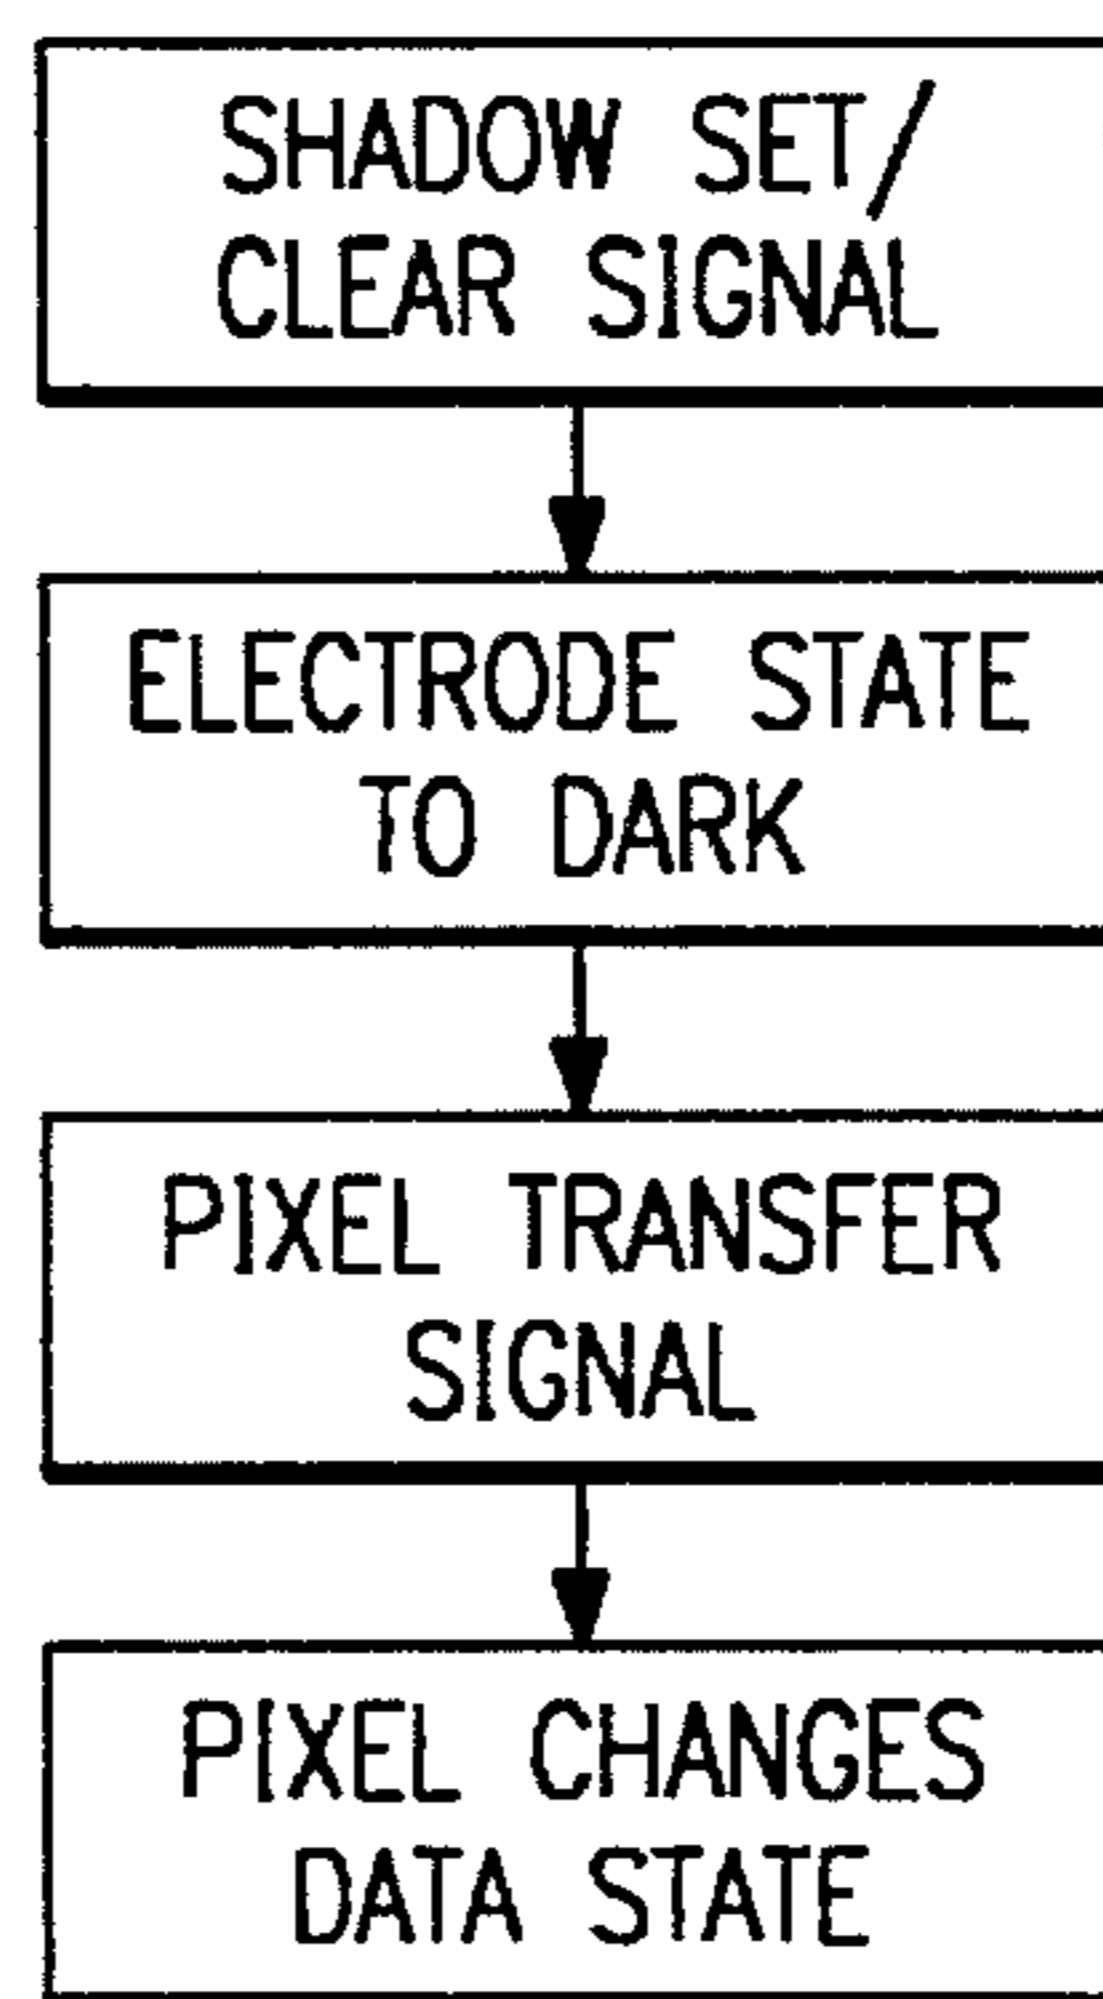 SHADOW SET/
CLEAR SIGNAL
ELECTRODE STATE
TO DARK
PIXEL TRANSFER
SIGNAL
PIXEL CHANGES
DATA STATE